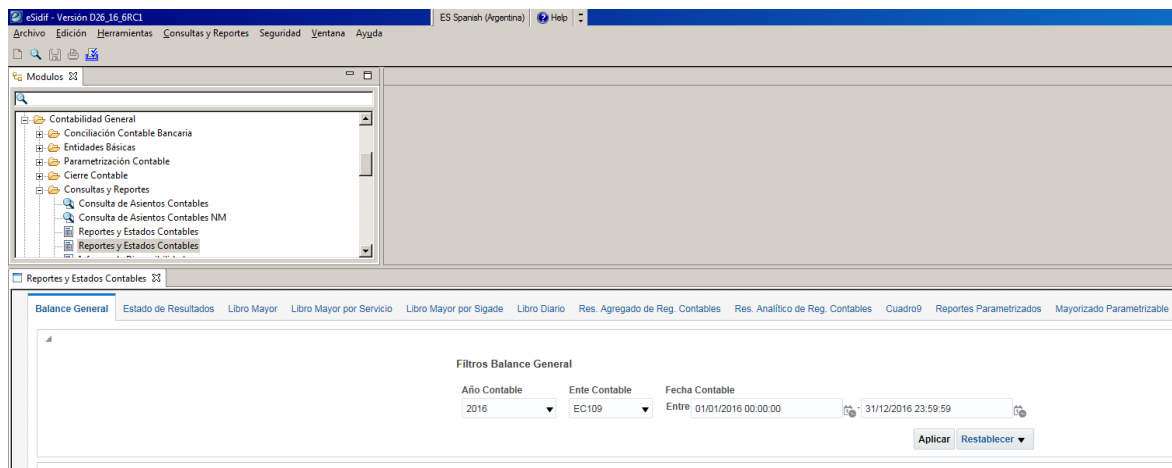 eSidif - Versión D26_16_6RC1
ES Spanish (Argentina) Help
Archivo Edición Herramientas Consultas y Reportes Seguridad Ventana Ayuda
Modulos
Contabilidad General
Conciliación Contable Bancaria
Entidades Básicas
Parametrización Contable
Cierre Contable
Consultas y Reportes
Consulta de Asientos Contables
Consulta de Asientos Contables NM
Reportes y Estados Contables
Reportes y Estados Contables
Reportes y Estados Contables
Balance General Estado de Resultados Libro Mayor Libro Mayor por Servicio Libro Mayor por Sigade Libro Diario Res. Agregado de Reg. Contables Res. Analítico de Reg. Contables Cuadro9 Reportes Parametrizados Mayorizado Parametrizable
Filtros Balance General
Año Contable Ente Contable Fecha Contable
2016 EC109 Entre 01/01/2016 00:00:00 - 31/12/2016 23:59:59
Aplicar Restablecer